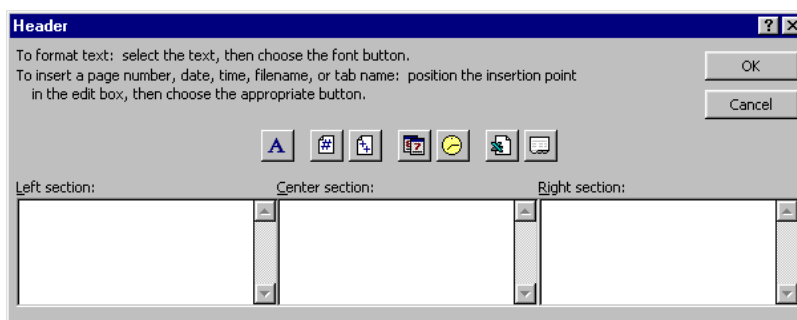 Header
To format text: select the text, then choose the font button.
To insert a page number, date, time, filename, or tab name: position the insertion point
in the edit box, then choose the appropriate button.
OK
Cancel
A
Left section:
Center section:
Right section: